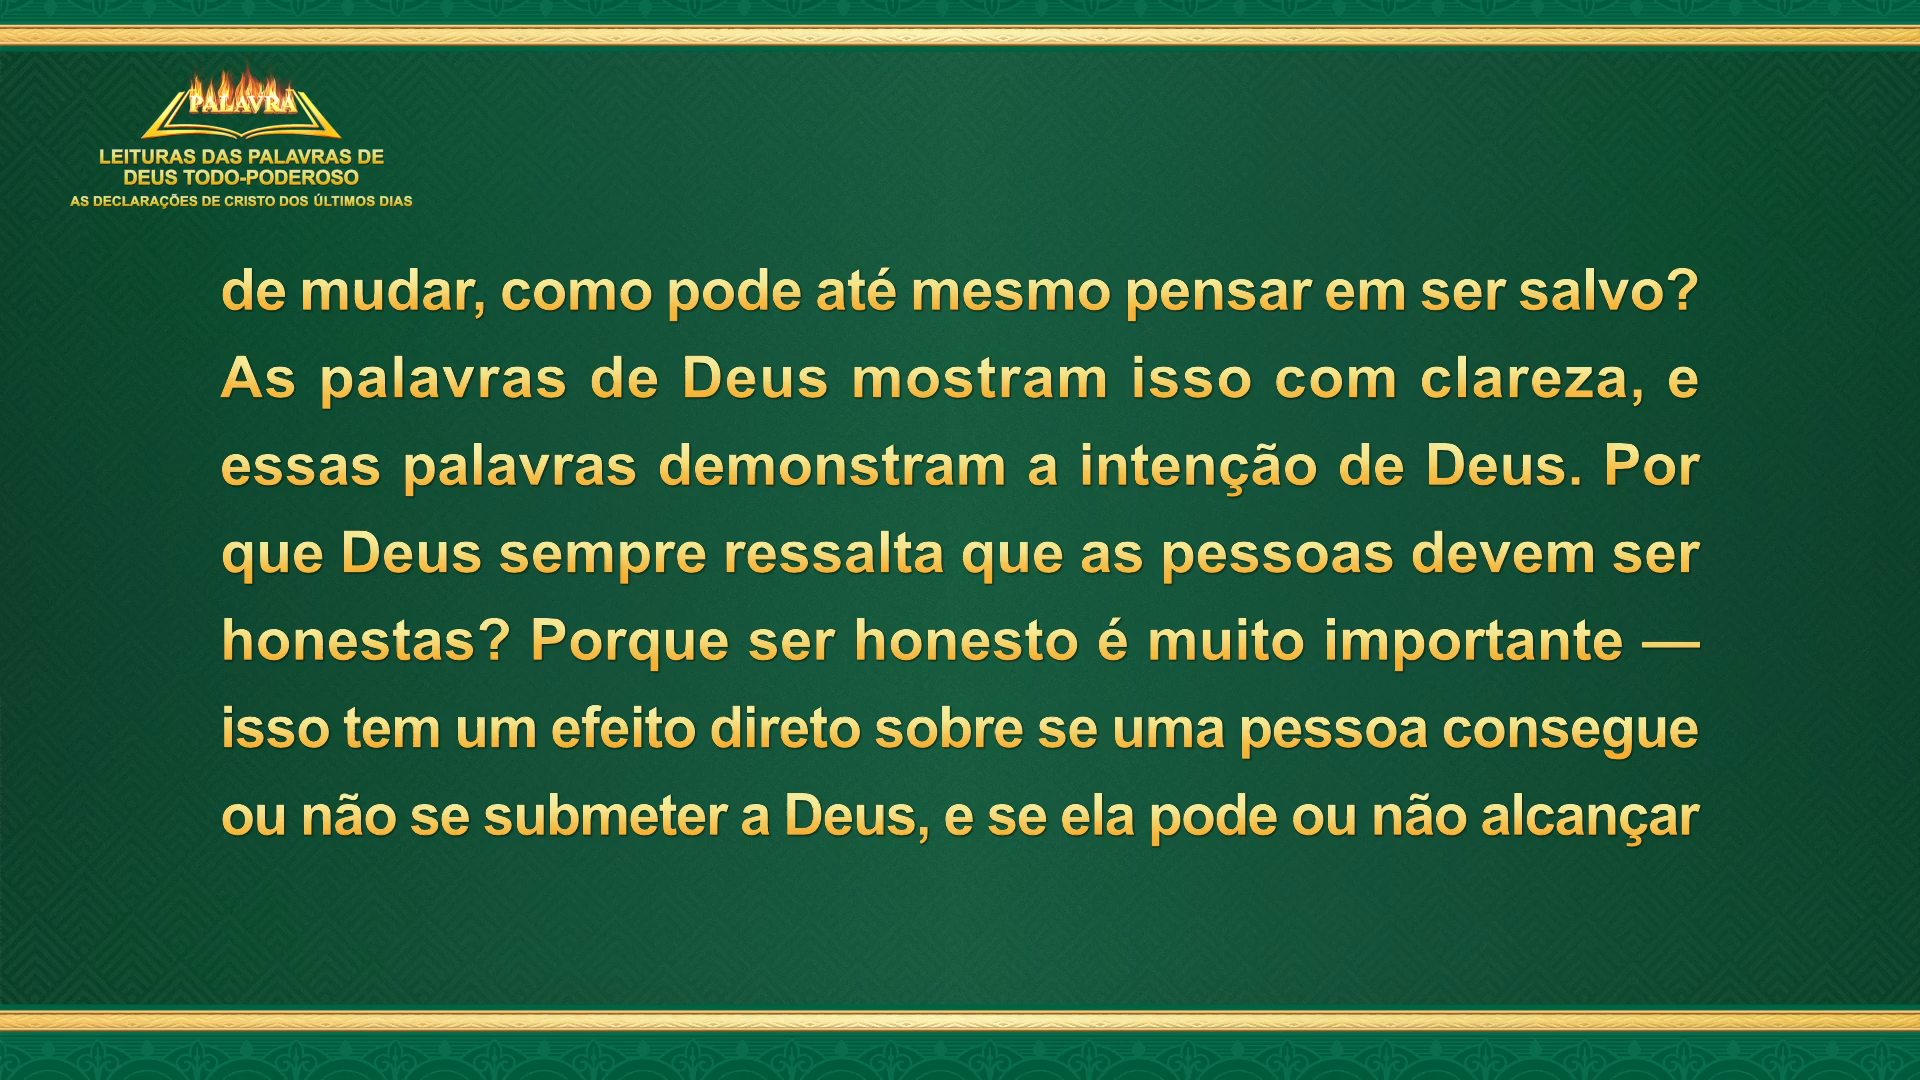 PALAVRA
LEITURAS DAS PALAVRAS DE
DEUS TODO-PODEROSO
AS DECLARAÇÕES DE CRISTO DOS ÚLTIMOS DIAS
de mudar, como pode até mesmo pensar em ser salvo?
As palavras de Deus mostram isso com clareza, e
essas palavras demonstram a intenção de Deus. Por
que Deus sempre ressalta que as pessoas devem ser
honestas? Porque ser honesto é muito importante —
isso tem um efeito direto sobre se uma pessoa consegue
ou não se submeter a Deus, e se ela pode ou não alcançar